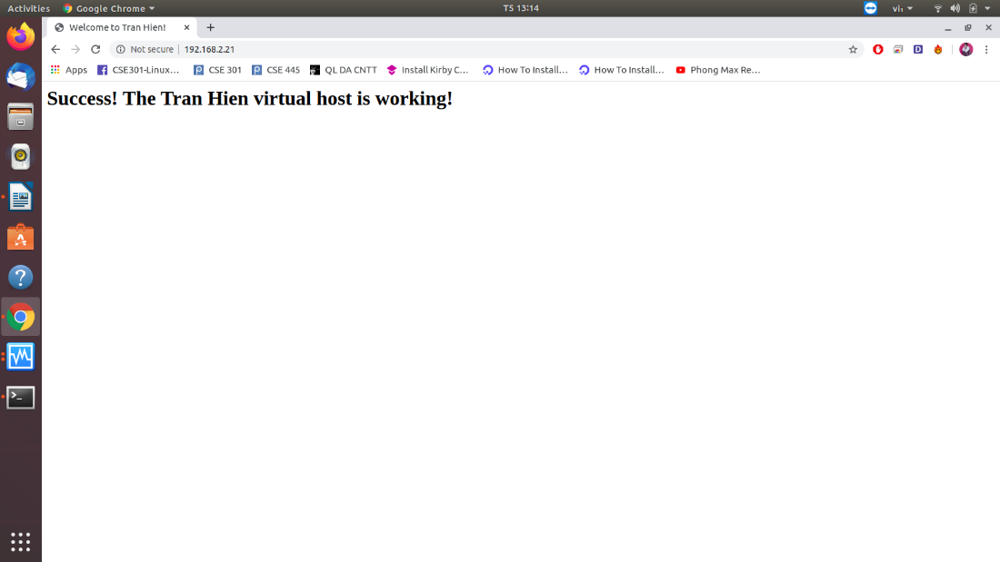 Activities Google Chrome T5 13:14 vi₁
Welcome to Tran Hien!
Not secure 192.168.2.21
Apps CSE301-Linux... CSE 301 CSE 445 QL DA CNTT Install Kirby C... How To Install... How To Install... Phong Max Re...
Success! The Tran Hien virtual host is working!